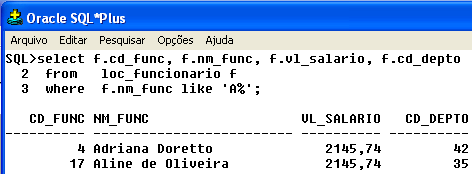 Oracle SQL*Plus
Arquivo Editar Pesquisar Opções Ajuda
SQL>select f.cd_func, f.nm_func, f.vl_salario, f.cd_depto
2 from loc_funcionario f
3 where f.nm_func like 'A%';
CD_FUNC NM_FUNC VL_SALARIO CD_DEPTO
---------- ------------------------------ ---------- ----------
4 Adriana Doretto 2145,74 42
17 Aline de Oliveira 2145,74 35